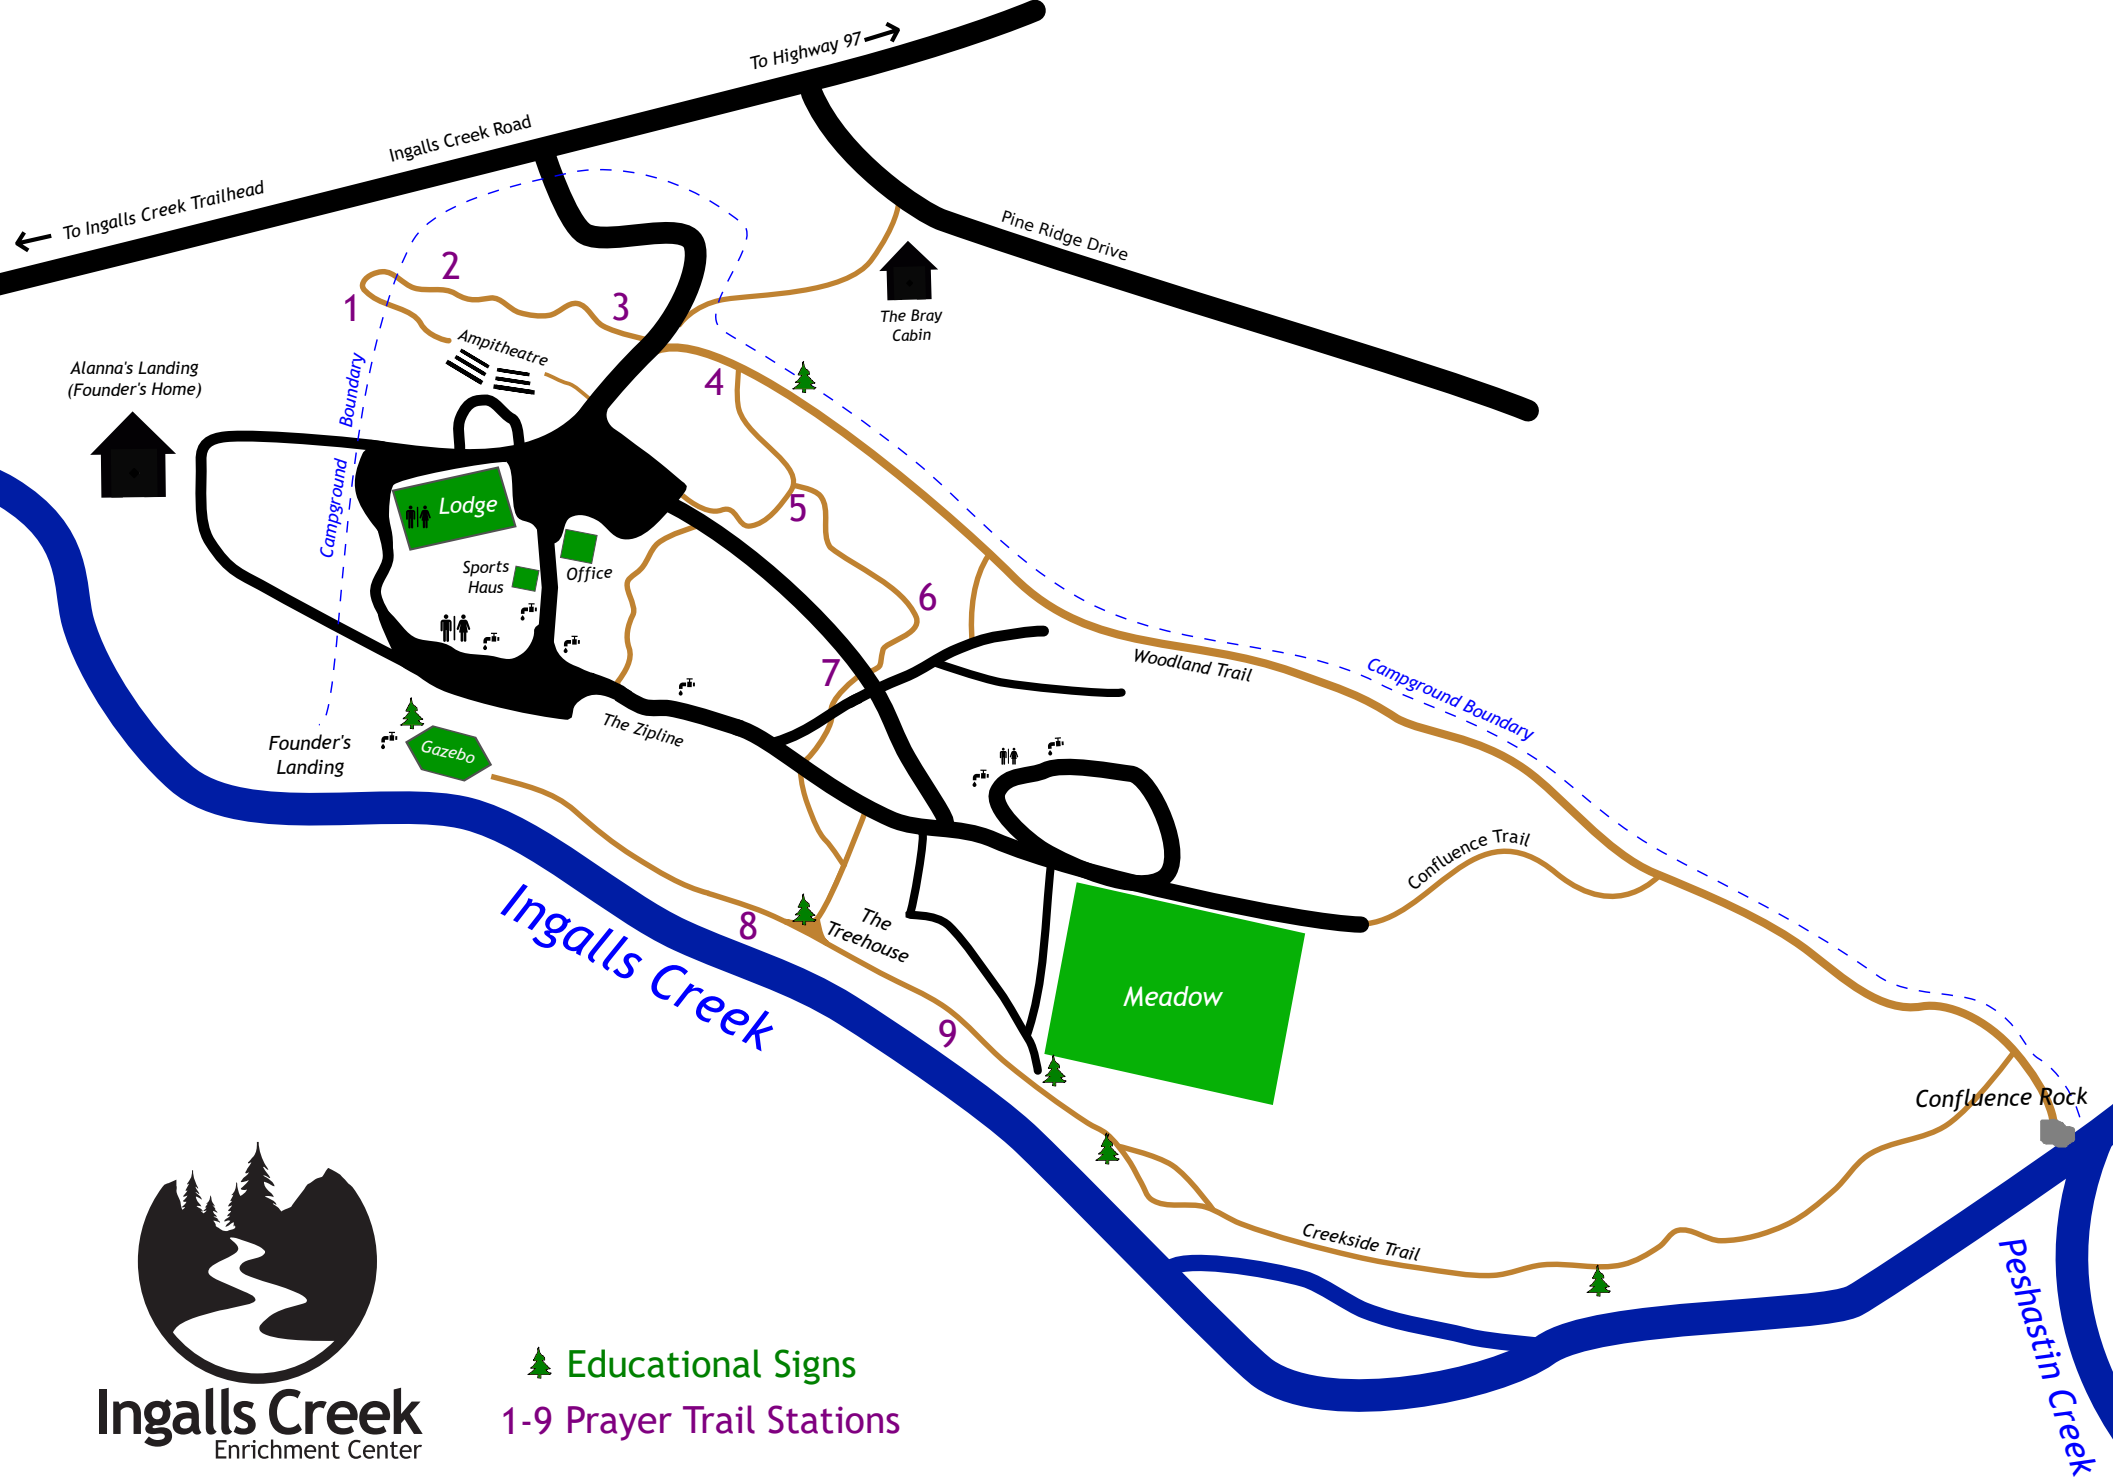 To Highway 97
Ingalls Creek Road
To Ingalls Creek Trailhead
Pine Ridge Drive
2
1
3
The Bray
Cabin
Ampitheatre
Alanna's Landing
(Founder's Home)
4
Campground Boundary
Lodge
5
Sports
Haus
Office
6
7
Woodland Trail
Campground Boundary
The Zipline
Founder's
Landing
Gazebo
Confluence Trail
Ingalls Creek
8
The
Treehouse
9
Meadow
Confluence Rock
Creekside Trail
Peshastin Creek
Educational Signs
1-9 Prayer Trail Stations
Ingalls Creek
Enrichment Center